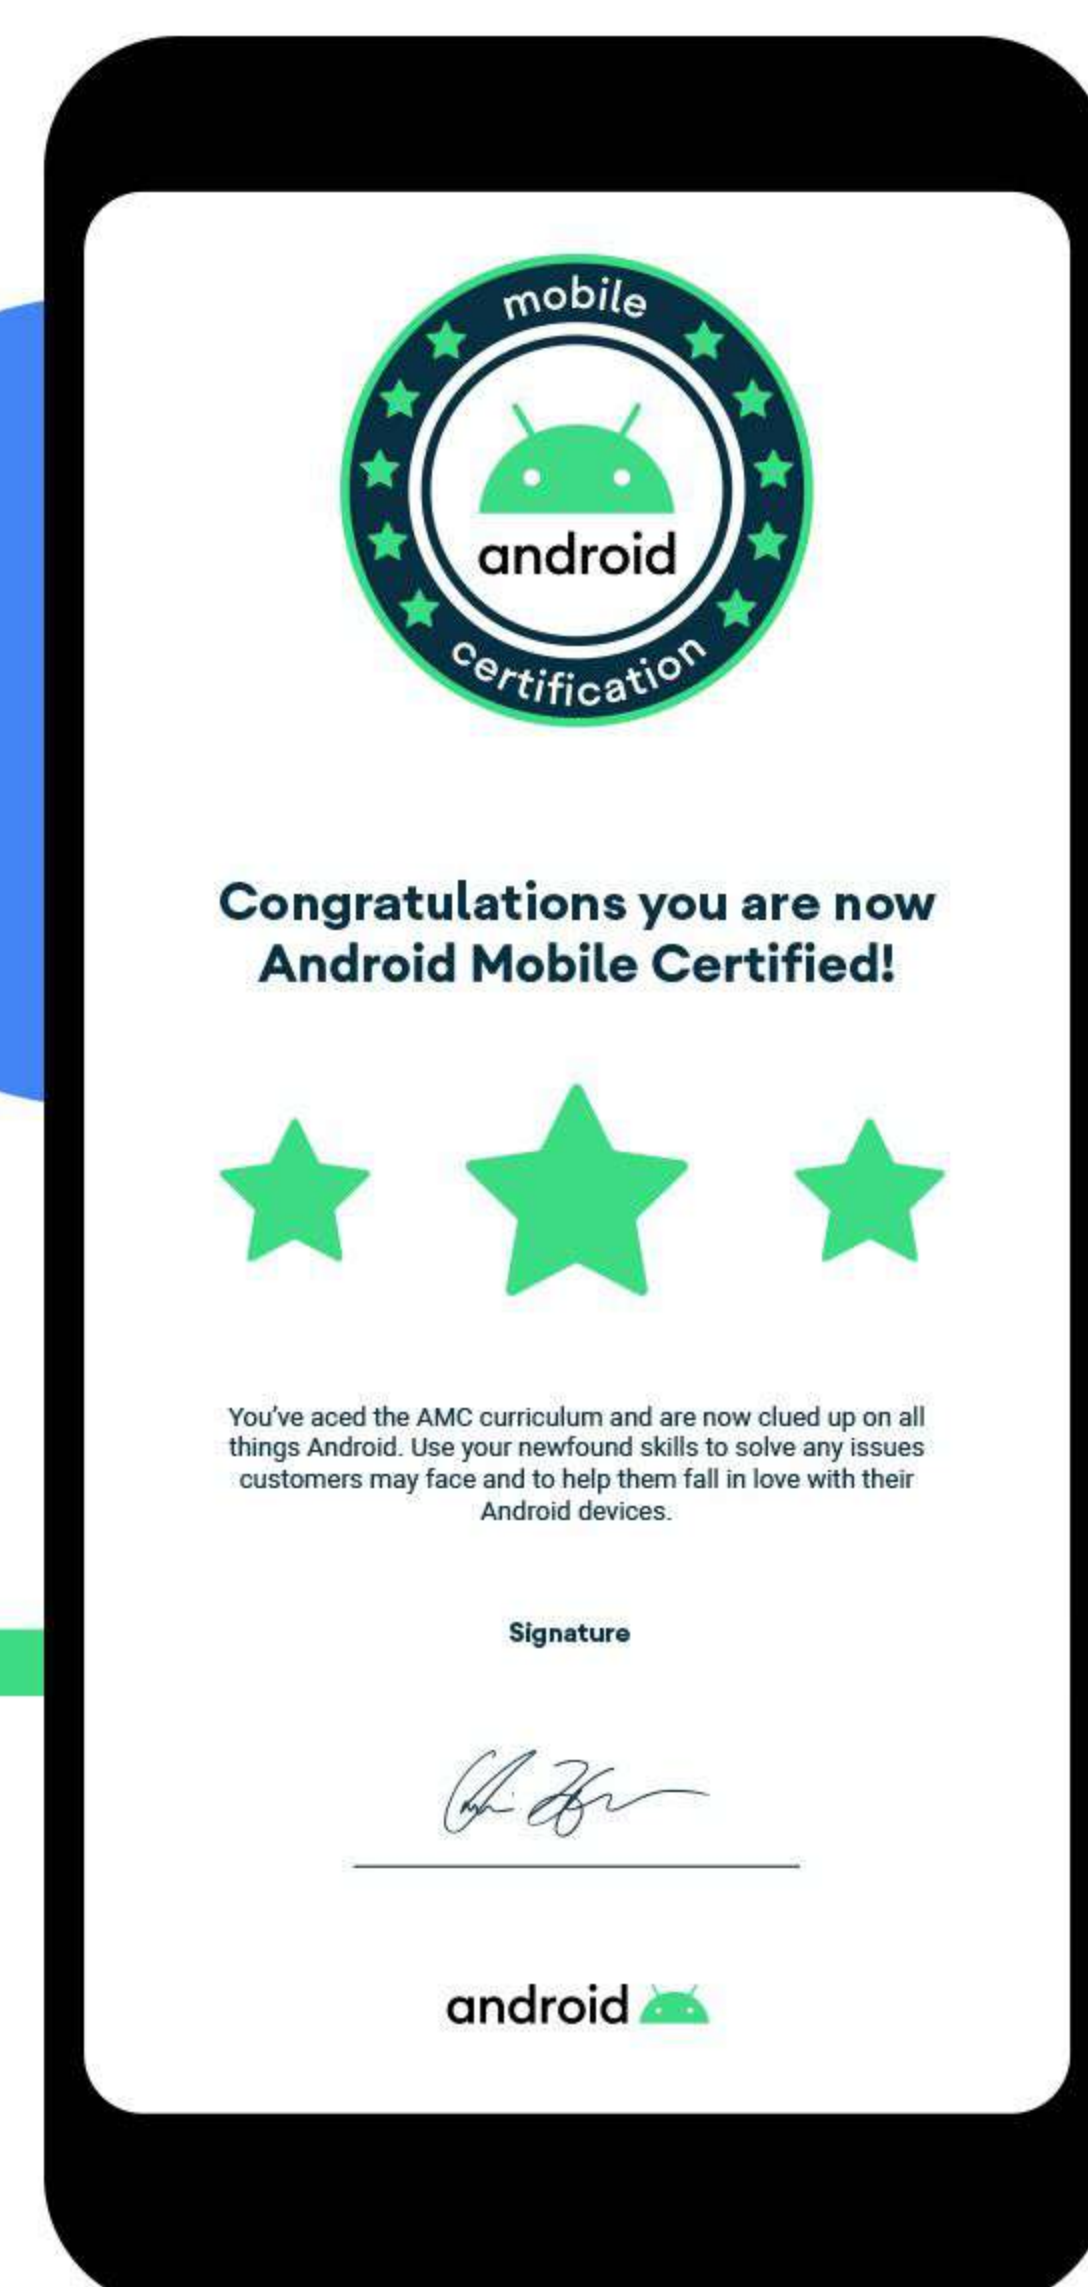 mobile
android
certification
Congratulations you are now
Android Mobile Certified!
You've aced the AMC curriculum and are now clued up on all
things Android. Use your newfound skills to solve any issues
customers may face and to help them fall in love with their
Android devices.
Signature
android